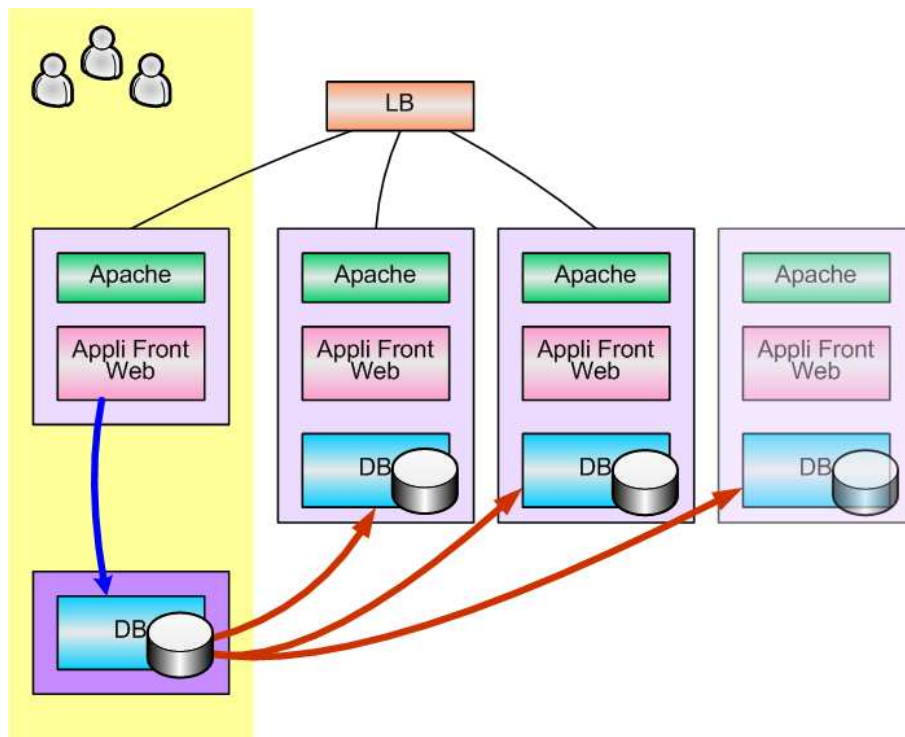 LB
Apache
Apache
Apache
Apache
Appli Front
Web
Appli Front
Web
Appli Front
Web
Appli Front
Web
DB
DB
DB
DB